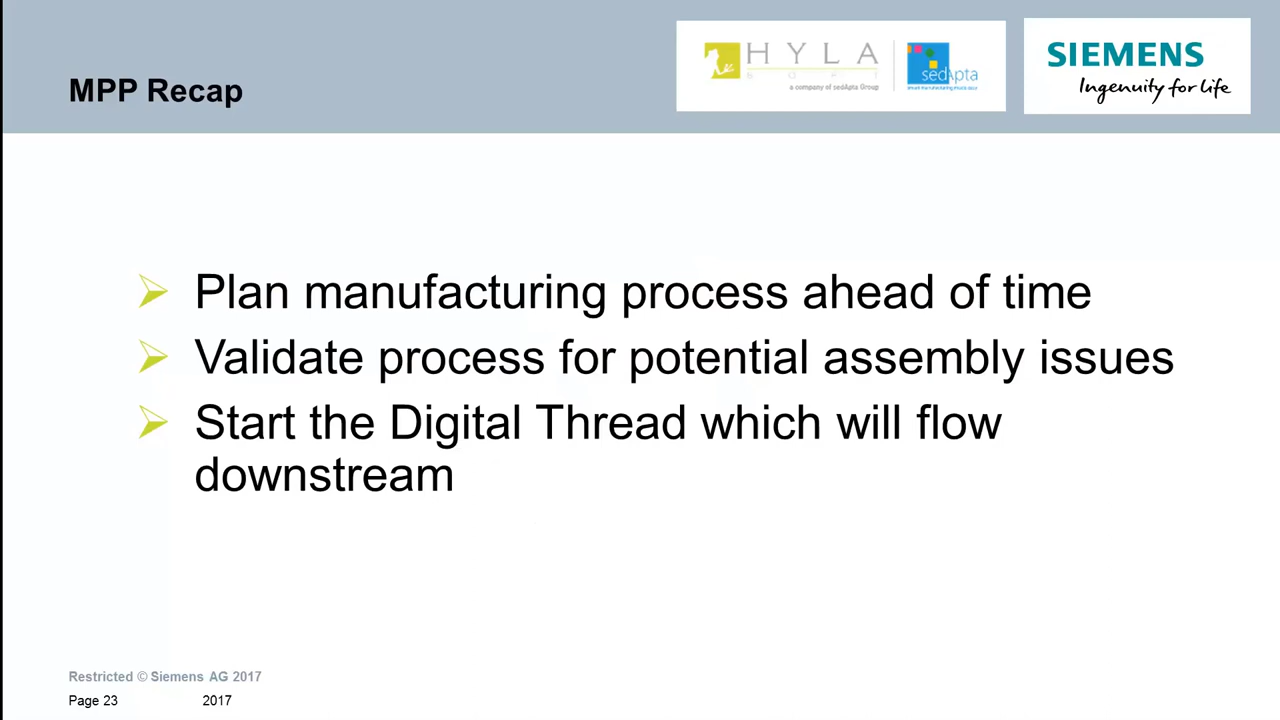 MPP Recap
HYLA
SOFT
a company of sedApta Group
sedApta
SIEMENS
Ingenuity for life
Plan manufacturing process ahead of time
Validate process for potential assembly issues
Start the Digital Thread which will flow
downstream
Restricted © Siemens AG 2017
Page 23
2017